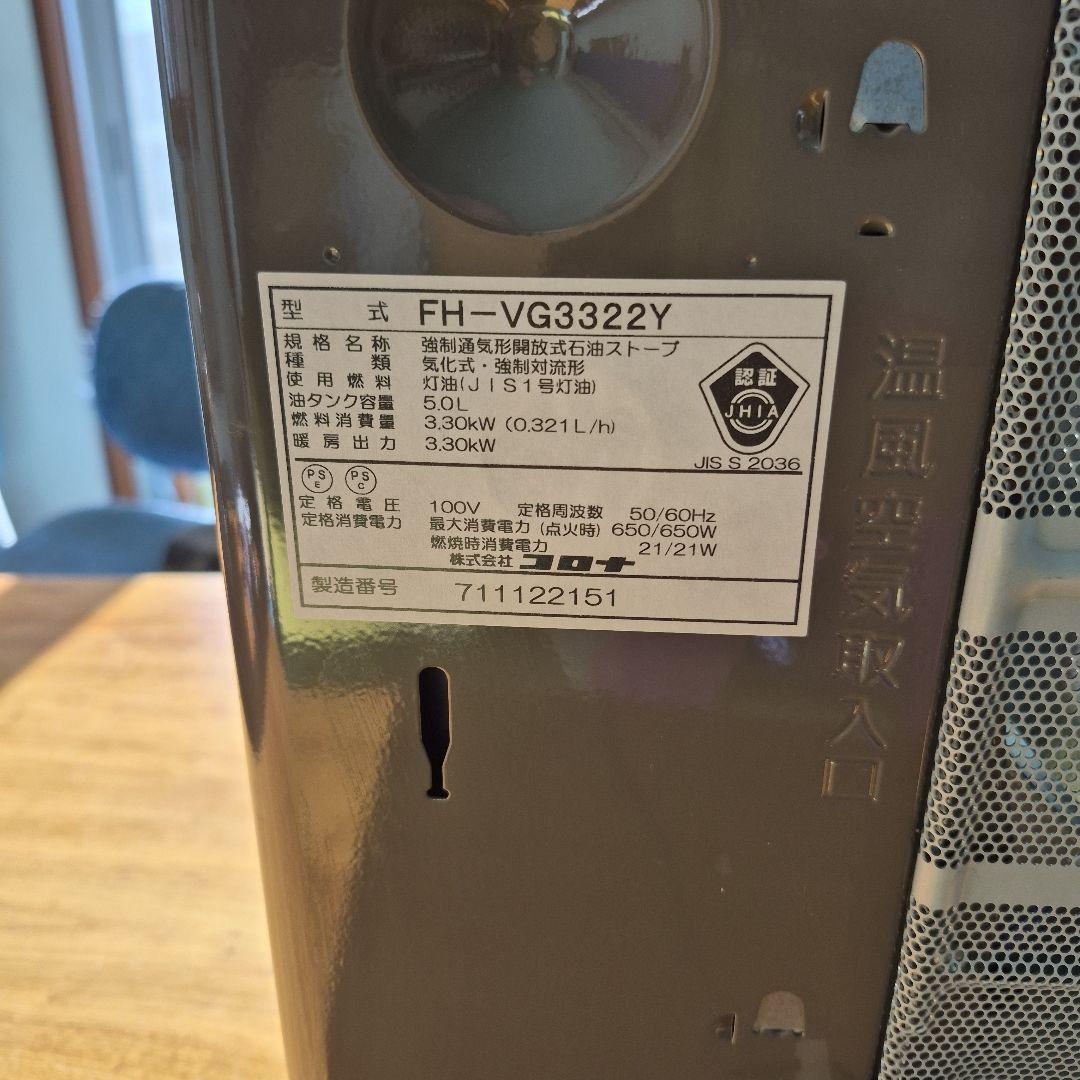 型式 FH-VG3322Y
規格名称 強制通気形開放式石油ストーブ
種類 気化式・強制対流形
使用燃料 灯油(JIS1号灯油)
油タンク容量 5.0L
燃料消費量 3.30kW (0.321L/h)
暖房出力 3.30kW
認証
JHIA
JIS S 2036
PS E PS C
定格電圧 100V 定格周波数 50/60Hz
定格消費電力 最大消費電力 (点火時) 650/650W
燃焼時消費電力 21/21W
株式会社 コロナ
製造番号 711122151
温風空気取入口